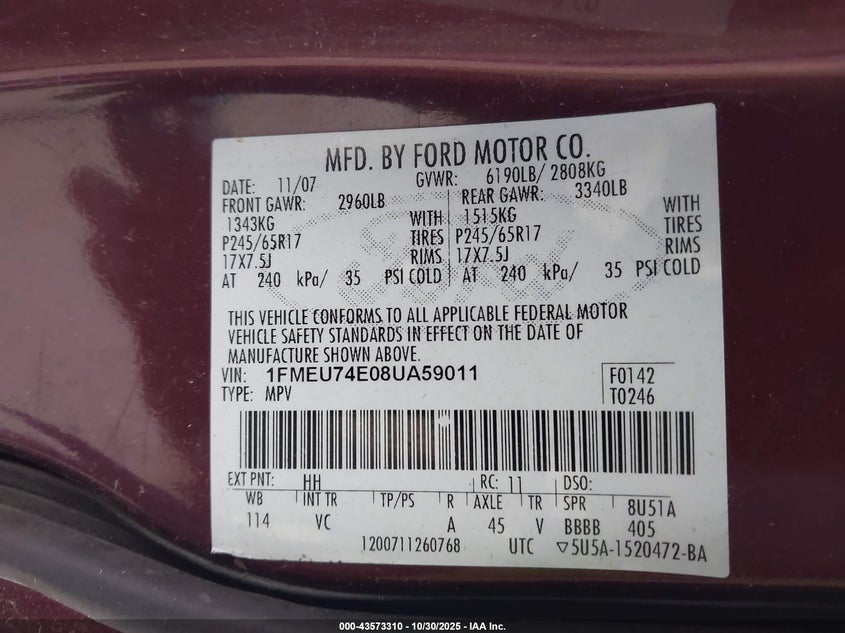 MFD. BY FORD MOTOR CO.
DATE: 11/07 GVWR: 6190LB/ 2808KG
FRONT GAWR: 2960LB REAR GAWR: 3340LB
1343KG WITH 1515KG WITH
P245/65R17 TIRES P245/65R17 TIRES
17X7.5J RIMS 17X7.5J RIMS
AT 240 kPa/ 35 PSI COLD AT 240 kPa/ 35 PSI COLD
THIS VEHICLE CONFORMS TO ALL APPLICABLE FEDERAL MOTOR
VEHICLE SAFETY STANDARDS IN EFFECT ON THE DATE OF
MANUFACTURE SHOWN ABOVE.
VIN: 1FMEU74E08UA59011 F0142
TYPE: MPV T0246
EXT PNT: HH RC: 11 DSO:
WB INT TR TP/PS R AXLE TR SPR 8U51A
114 VC A 45 V BBBB 405
1200711260768 UTC ▽5U5A-1520472-BA
000-43573310 | 10/30/2025 - IAA Inc.